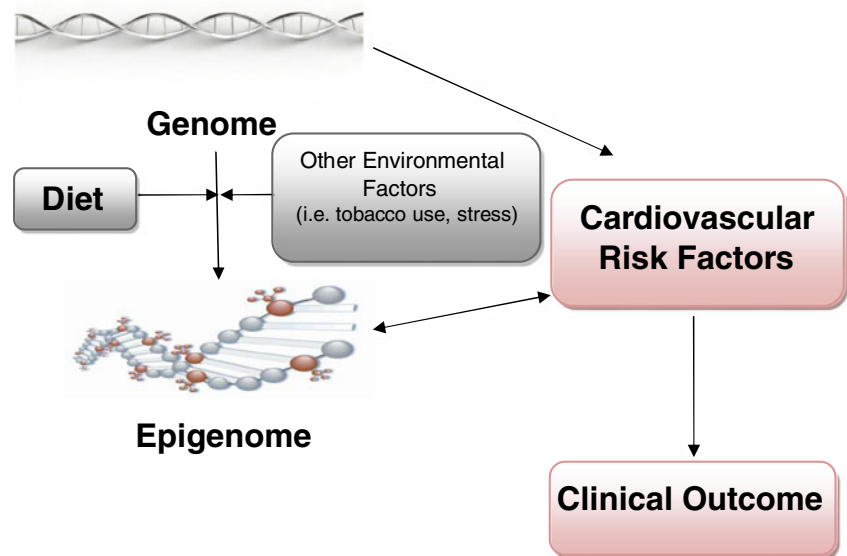 Genome
Diet
Other Environmental
Factors
(i.e. tobacco use, stress)
Cardiovascular
Risk Factors
Epigenome
Clinical Outcome